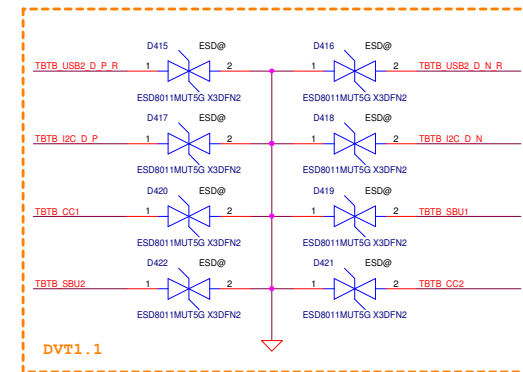 D415 ESD@ D416 ESD@
TBTB_USB2_D_P_R 1 2 1 2 TBTB_USB2_D_N_R
ESD8011MUT5G X3DFN2 ESD8011MUT5G X3DFN2
D417 ESD@ D418 ESD@
TBTB_I2C_D_P 1 2 1 2 TBTB_I2C_D_N
ESD8011MUT5G X3DFN2 ESD8011MUT5G X3DFN2
D420 ESD@ D419 ESD@
TBTB_CC1 1 2 1 2 TBTB_SBU1
ESD8011MUT5G X3DFN2 ESD8011MUT5G X3DFN2
D422 ESD@ D421 ESD@
TBTB_SBU2 1 2 1 2 TBTB_CC2
ESD8011MUT5G X3DFN2 ESD8011MUT5G X3DFN2
DVT1.1